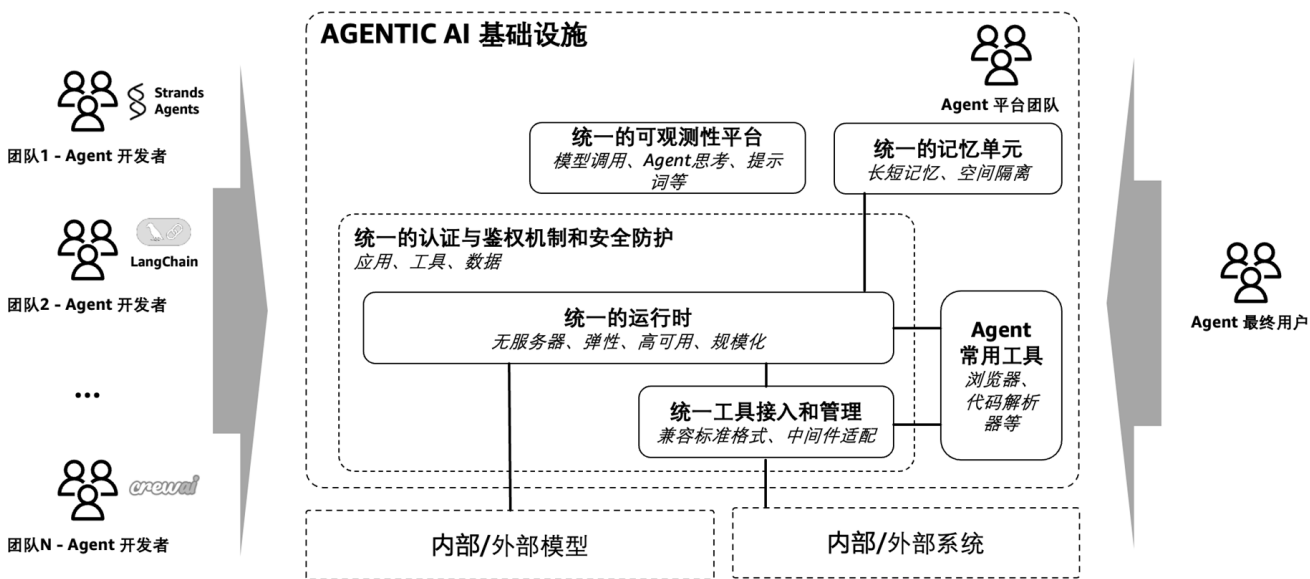 AGENTIC AI 基础设施
Agent 平台团队
Strands
Agents
团队1 - Agent 开发者
LangChain
团队2 - Agent 开发者
...
crewai
团队N - Agent 开发者
统一的可观测性平台
模型调用、Agent思考、提示
词等
统一的记忆单元
长短记忆、空间隔离
统一的认证与鉴权机制和安全防护
应用、工具、数据
统一的运行时
无服务器、弹性、高可用、规模化
统一工具接入和管理
兼容标准格式、中间件适配
Agent
常用工具
浏览器、
代码解析
器等
内部/外部模型
内部/外部系统
Agent 最终用户